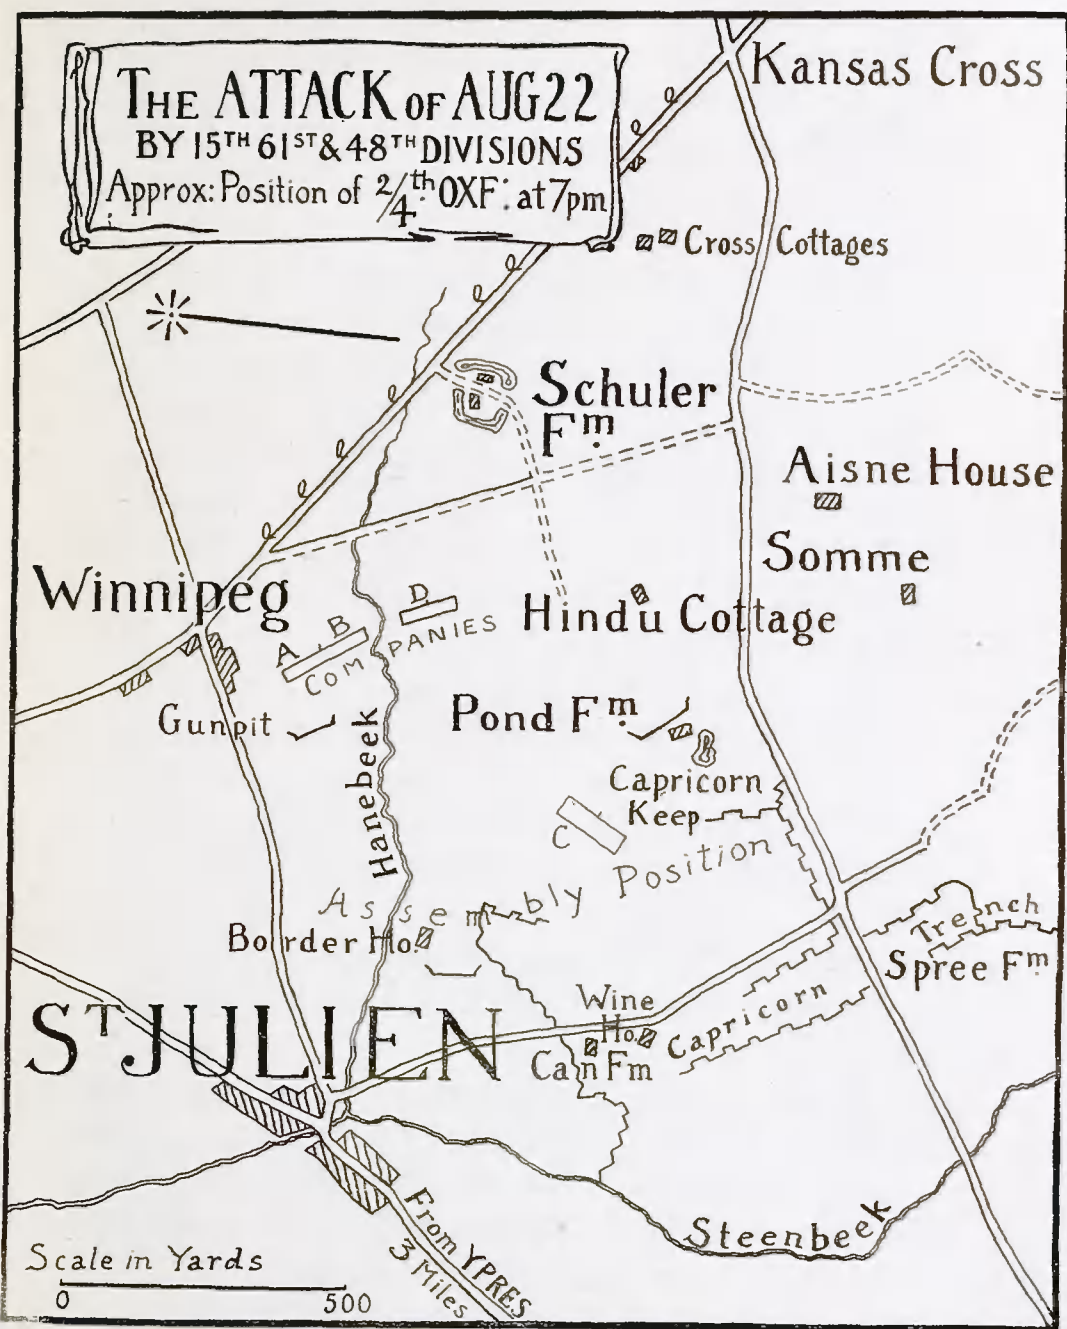 THE ATTACK OF AUG 22
BY 15TH 61ST & 48TH DIVISIONS
Approx: Position of 2/4th OXF: at 7pm
Kansas Cross
Cross Cottages
Schuler
Fm.
Aisne House
Somme
Winnipeg
A B D
COMPANIES
Hindu Cottage
Gunpit
Pond Fm.
Hanebeek
Capricorn
Keep
C
Assembly Position
Border Ho.
Trench
Spree Fm
ST JULIEN
Wine
Ho.
Capricorn
Can Fm
Steenbeek
From YPRES
3 Miles
Scale in Yards
0 500